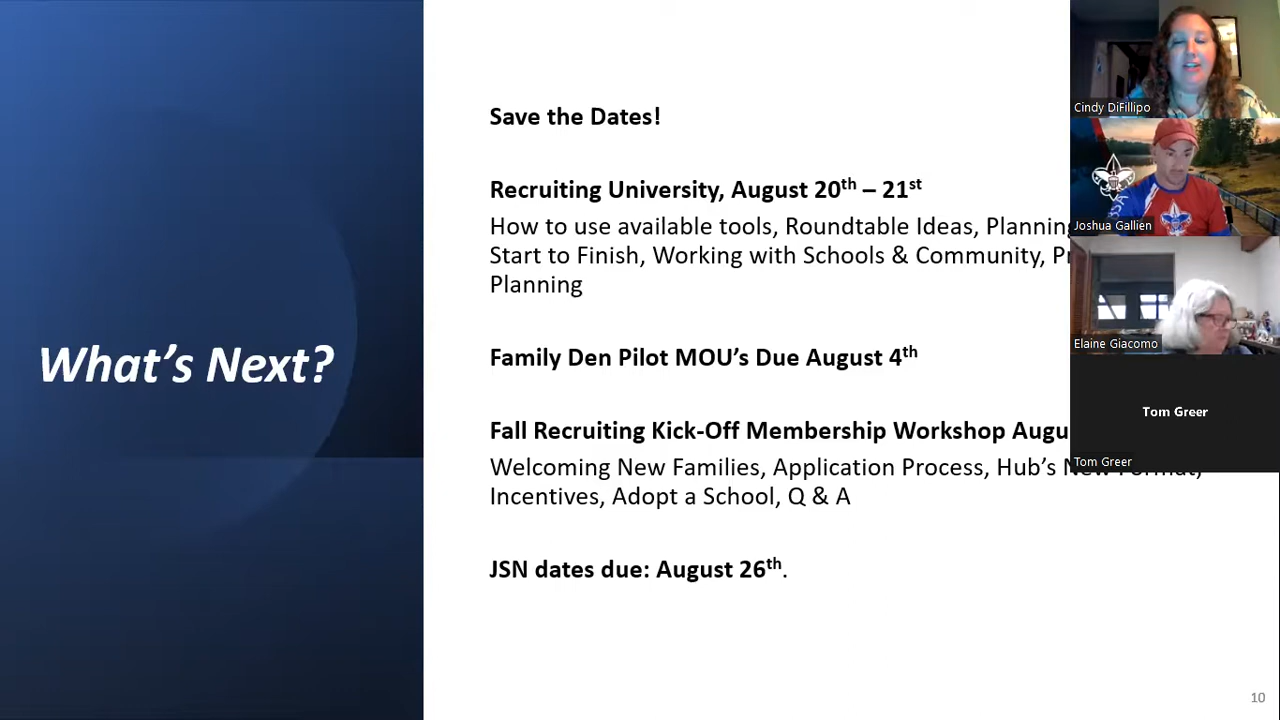 What's Next?
Save the Dates!
Recruiting University, August 20th – 21st
How to use available tools, Roundtable Ideas, Planning
Start to Finish, Working with Schools & Community,
Planning
Family Den Pilot MOU's Due August 4th
Fall Recruiting Kick-Off Membership Workshop
Welcoming New Families, Application Process, Hub's New Format,
Incentives, Adopt a School, Q & A
JSN dates due: August 26th.
Cindy DiFillipo
Joshua Gallien
Elaine Giacomo
Tom Greer
Tom Greer
10